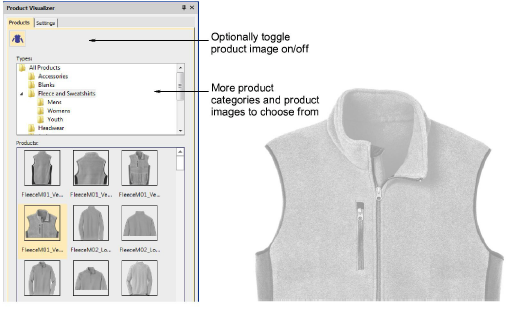 Product Visualizer
Products Settings
Optionally toggle
product image on/off
Types:
All Products
Accessories
Blanks
Fleece and Sweatshirts
Mens
Womens
Youth
Headwear
More product
categories and product
images to choose from
Products:
FleeceM01_Ve... FleeceM01_Ve... FleeceM01_Ve...
FleeceM01_Ve... FleeceM02_Lo... FleeceM02_Lo...